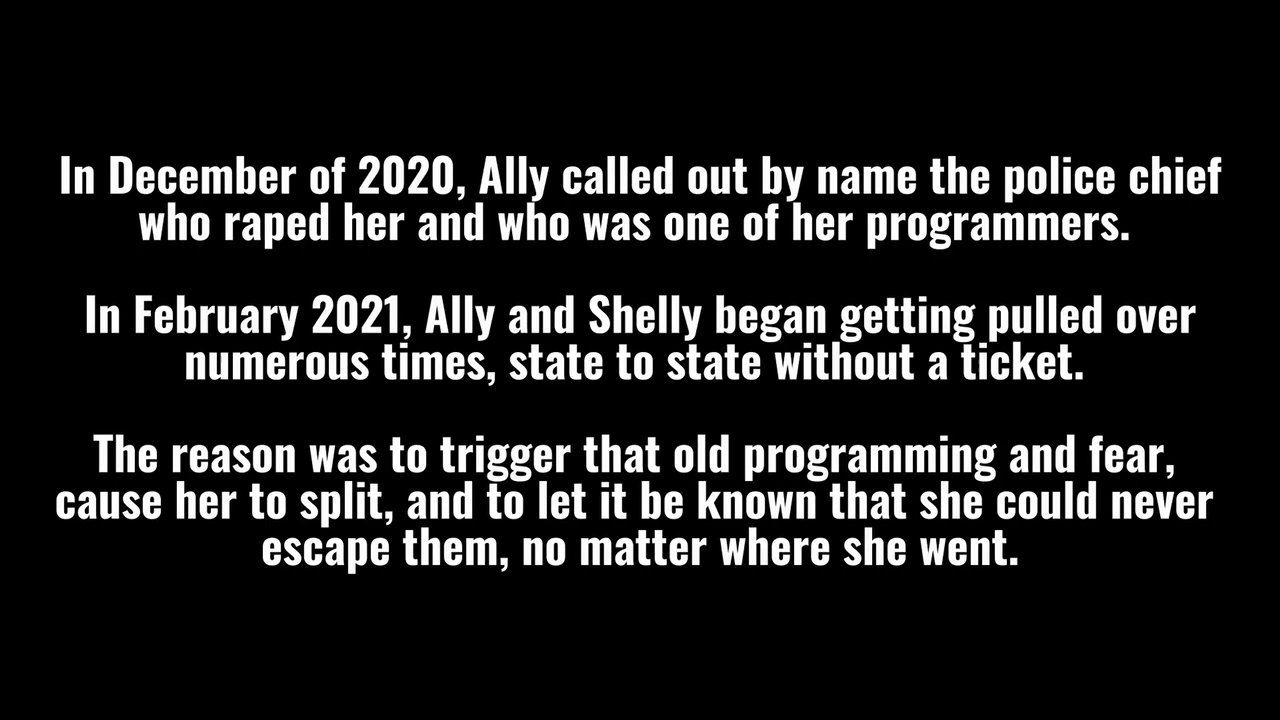 In December of 2020, Ally called out by name the police chief
who raped her and who was one of her programmers.
In February 2021, Ally and Shelly began getting pulled over
numerous times, state to state without a ticket.
The reason was to trigger that old programming and fear,
cause her to split, and to let it be known that she could never
escape them, no matter where she went.